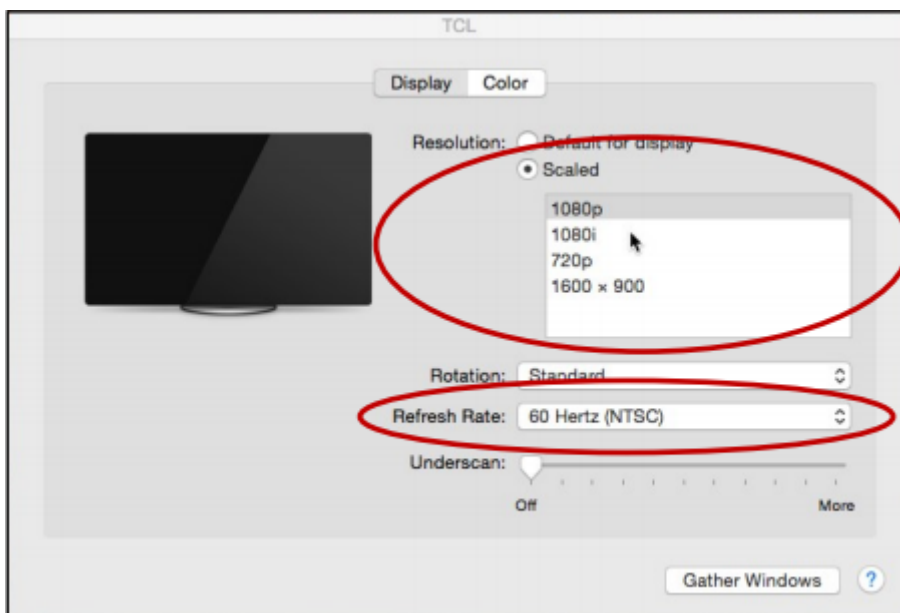 TCL
Display Color
Resolution: Default for display
Scaled
1080p
1080i
720p
1600 × 900
Rotation: Standard
Refresh Rate: 60 Hertz (NTSC)
Underscan:
Off More
Gather Windows ?